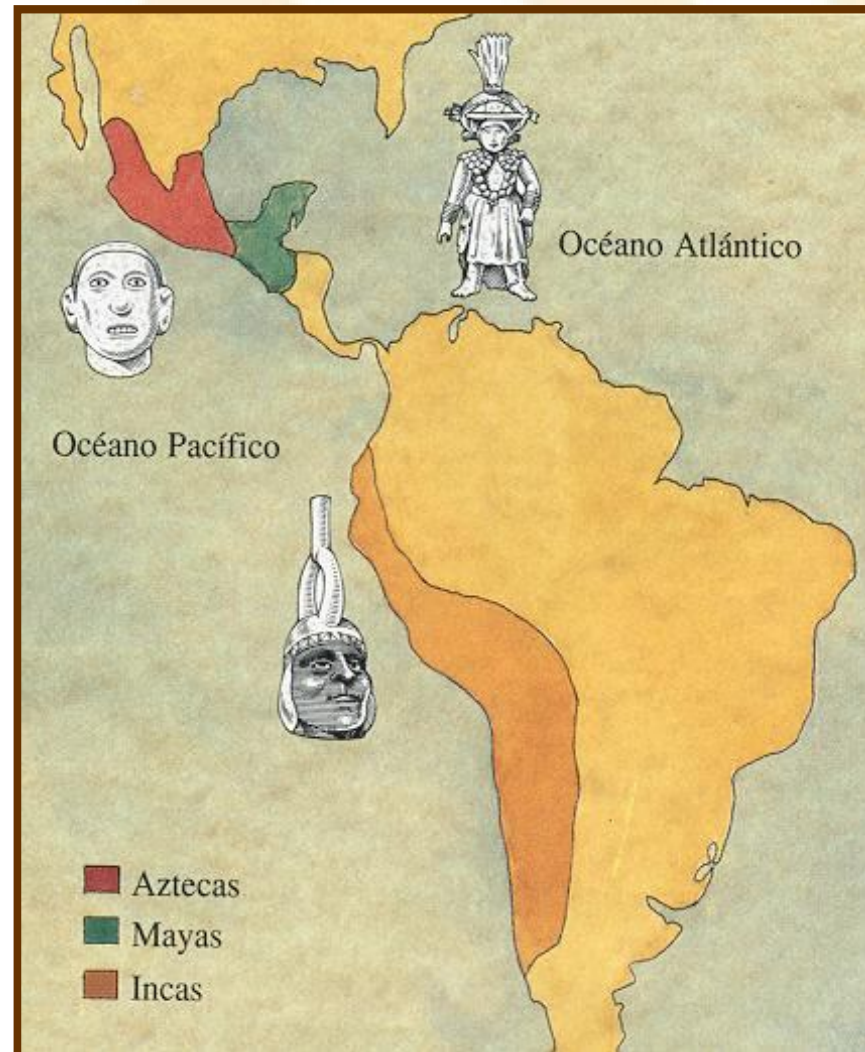 Océano Atlántico
Océano Pacífico
Aztecas
Mayas
Incas